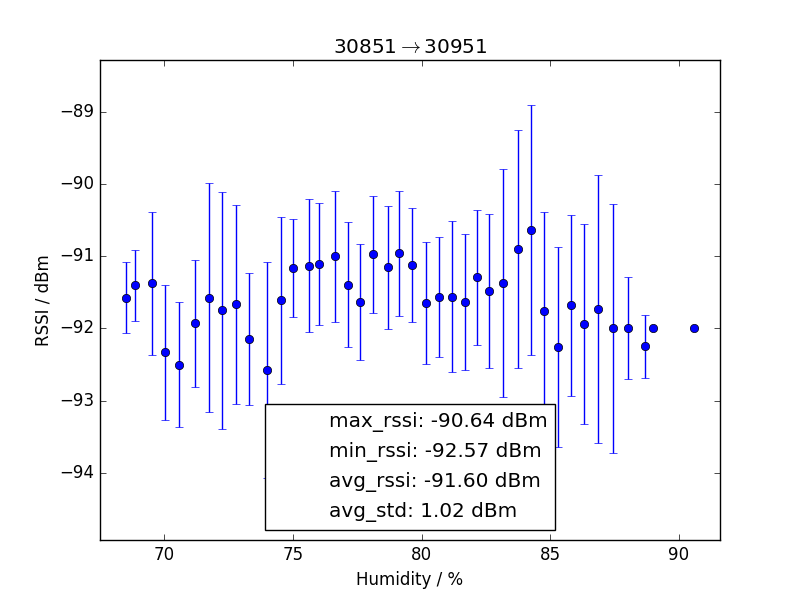 30851→30951
RSSI / dBm
−89
−90
−91
−92
−93
−94
max_rssi: -90.64 dBm
min_rssi: -92.57 dBm
avg_rssi: -91.60 dBm
avg_std: 1.02 dBm
70
75
80
85
90
Humidity / %